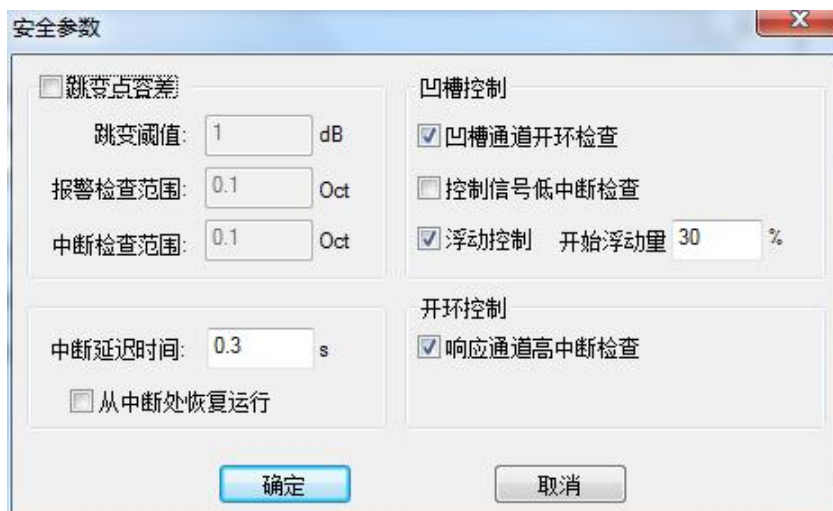 安全参数
跳变点容差
跳变阈值: 1 dB
报警检查范围: 0.1 Oct
中断检查范围: 0.1 Oct
中断延迟时间: 0.3 s
从中断处恢复运行
凹槽控制
凹槽通道开环检查
控制信号低中断检查
浮动控制 开始浮动量 30 %
开环控制
响应通道高中断检查
确定 取消